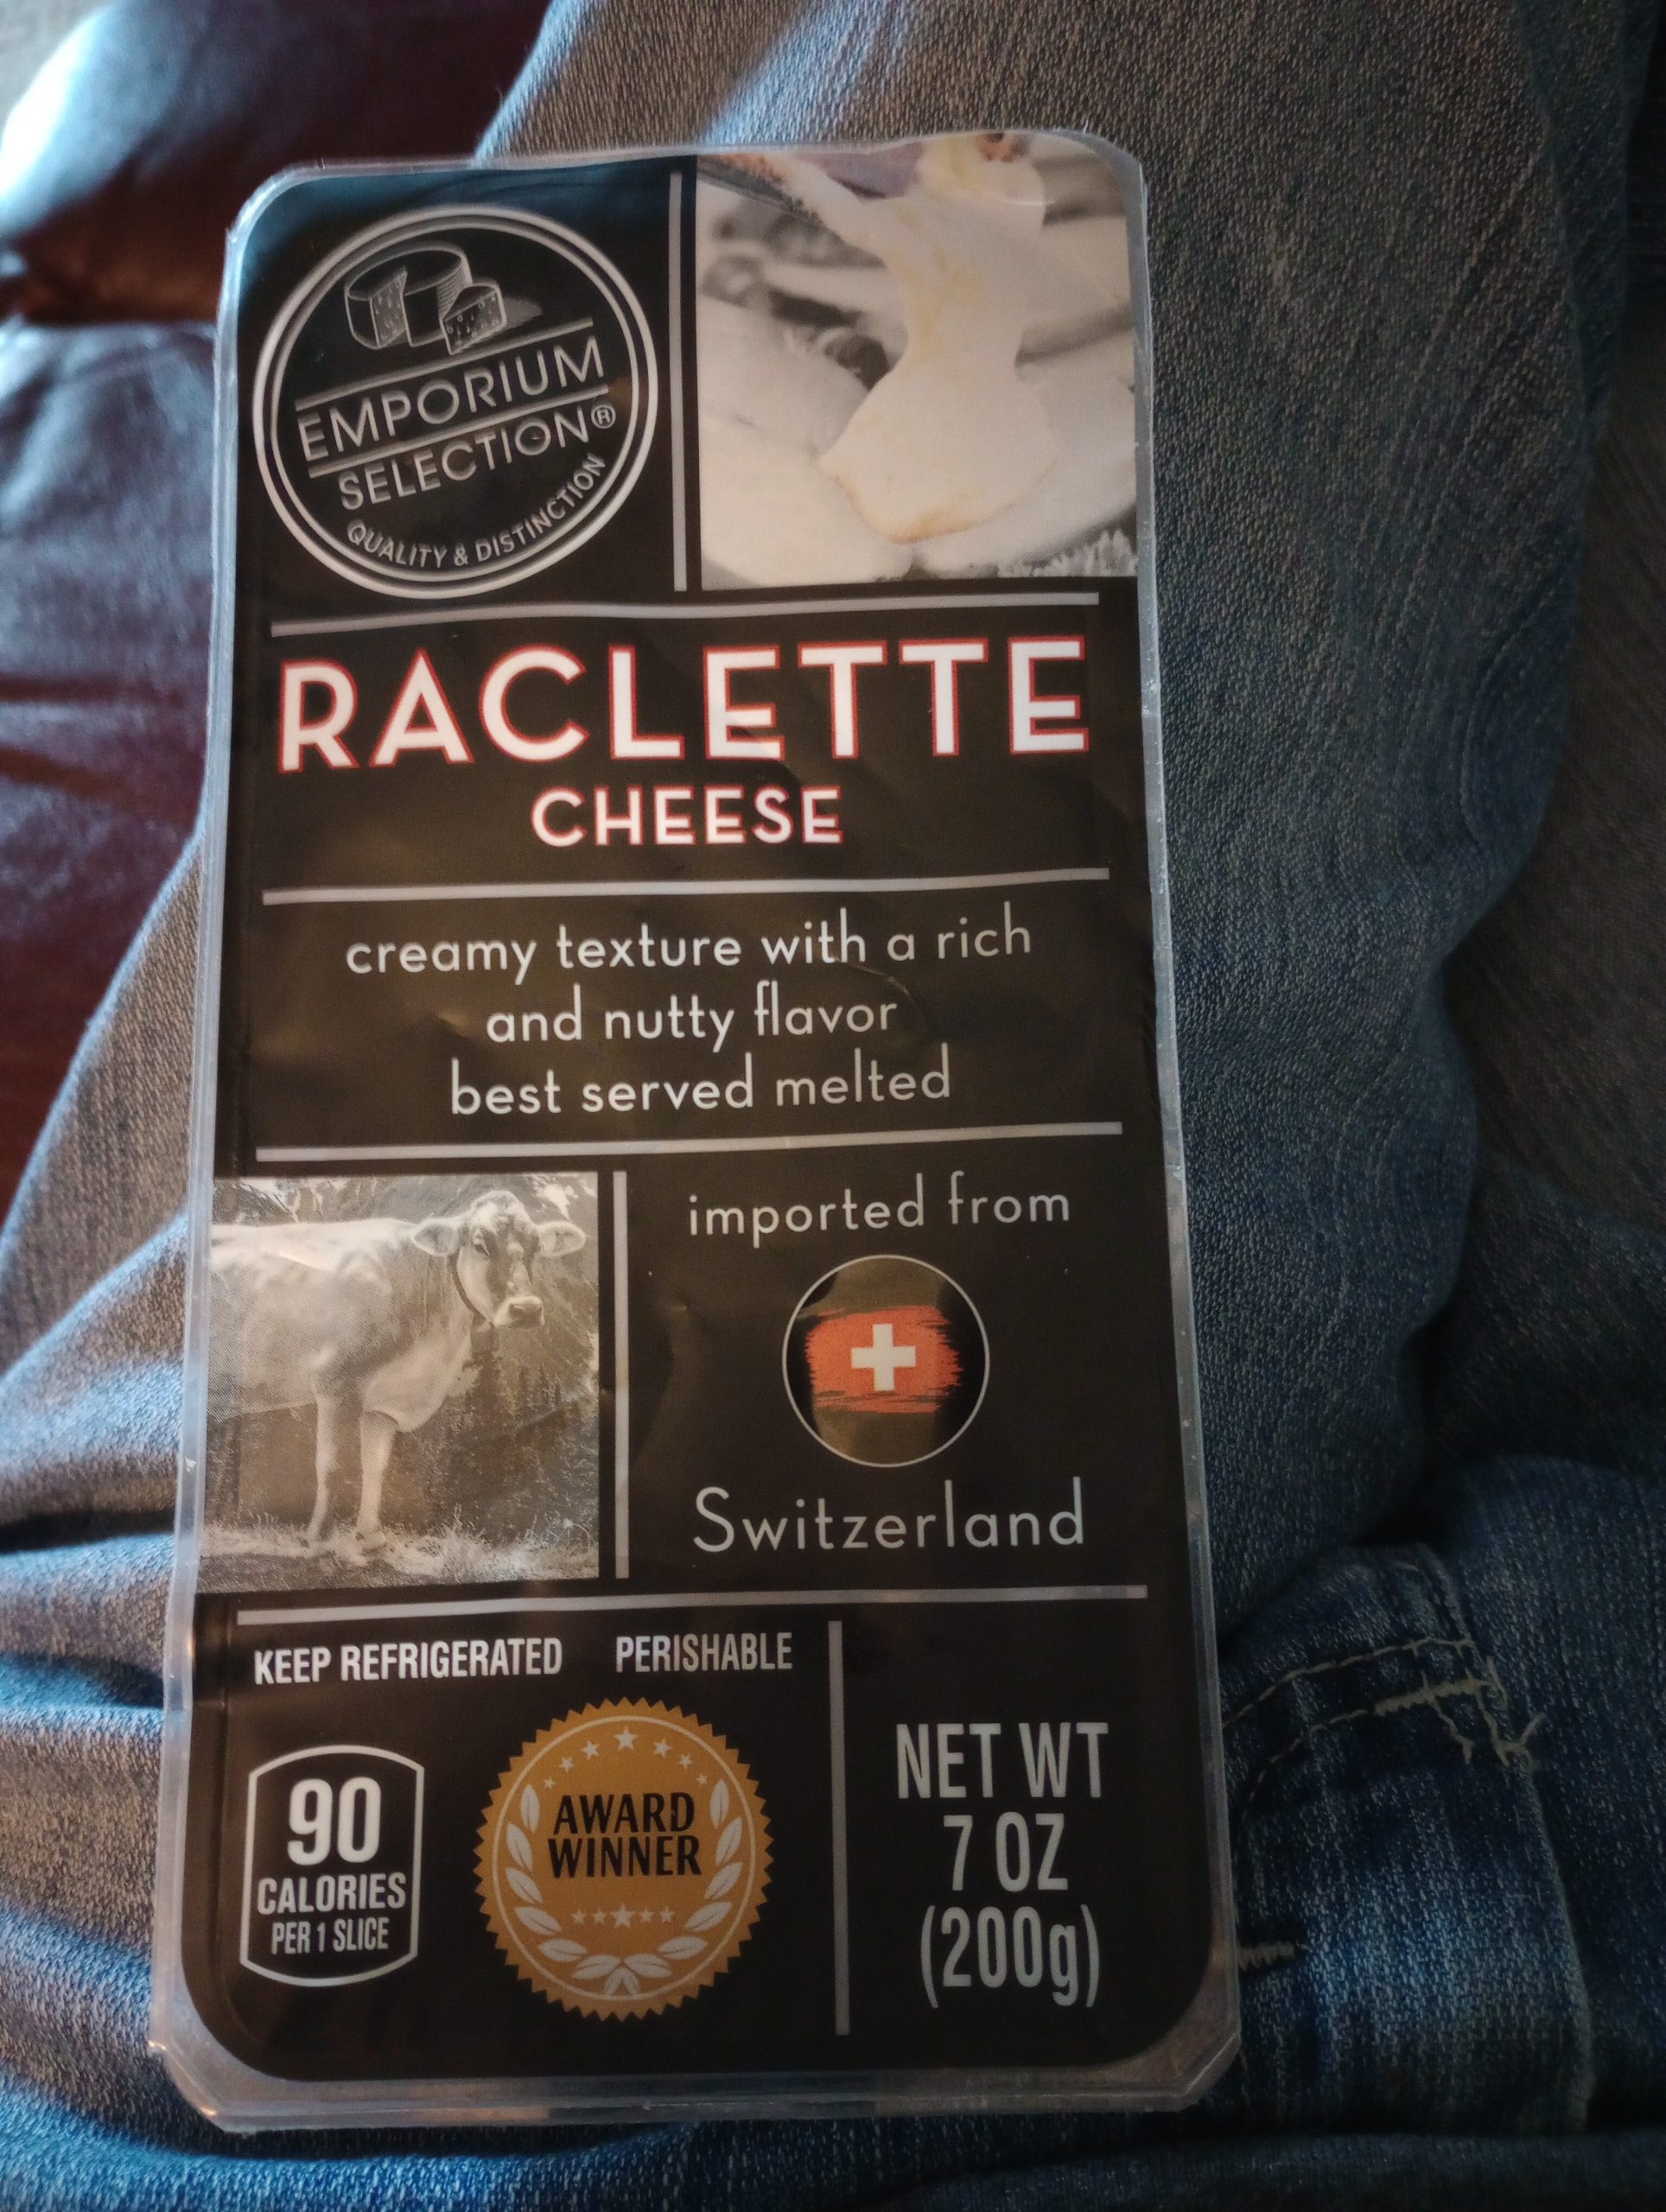 EMPORIUM
SELECTION®
QUALITY & DISTINCTION
RACLETTE
CHEESE
creamy texture with a rich
and nutty flavor
best served melted
imported from
Switzerland
KEEP REFRIGERATED PERISHABLE
90
CALORIES
PER 1 SLICE
AWARD
WINNER
NET WT
7 OZ
(200g)